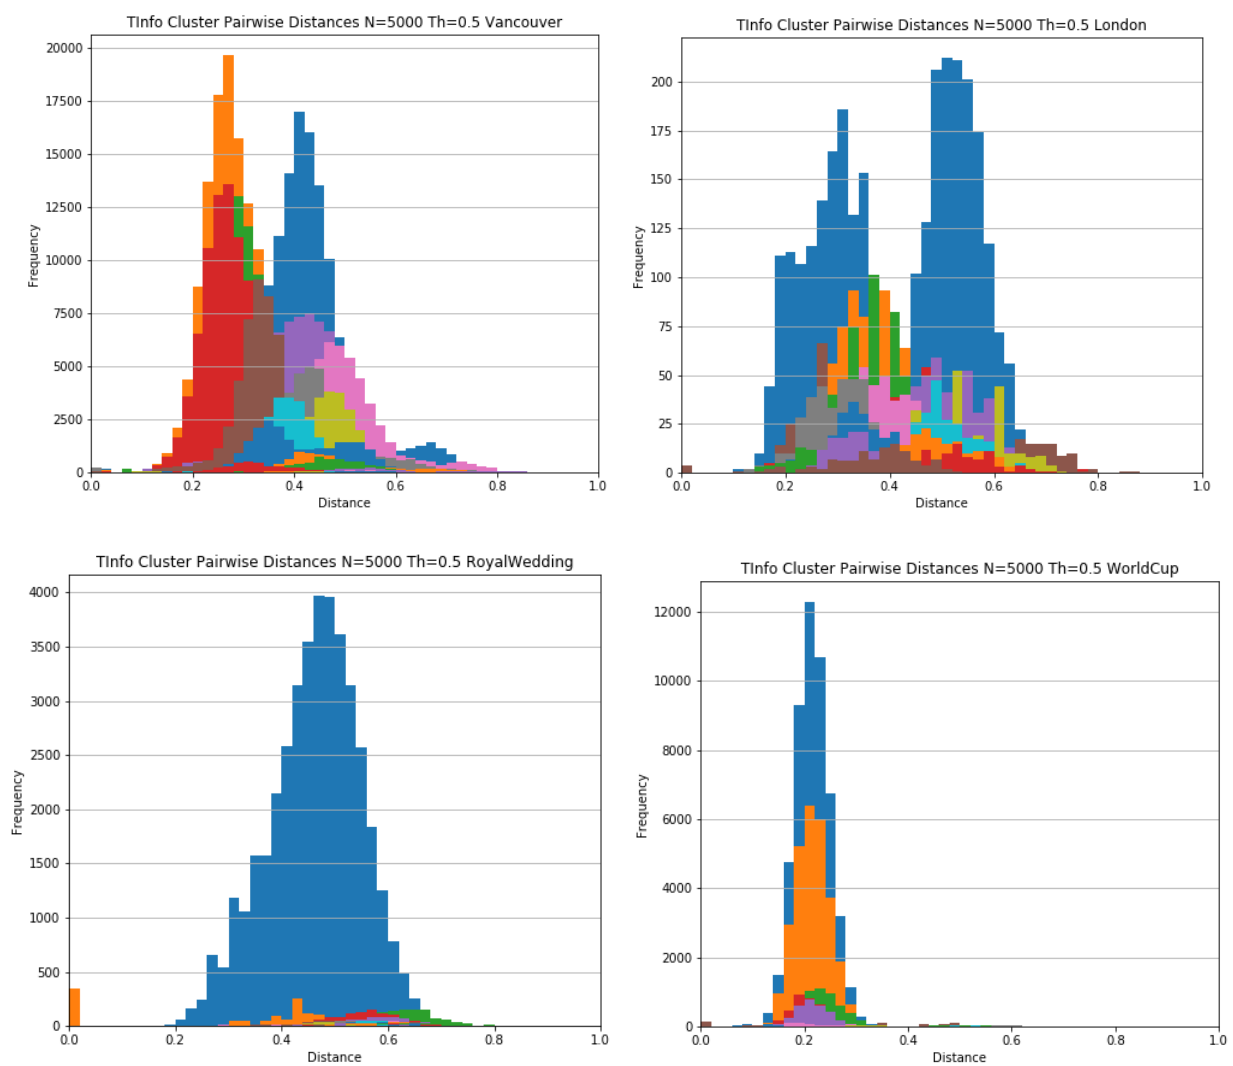 TInfo Cluster Pairwise Distances N=5000 Th=0.5 Vancouver
20000
17500
15000
12500
10000
7500
5000
2500
0
Frequency
0.0 0.2 0.4 0.6 0.8 1.0
Distance
TInfo Cluster Pairwise Distances N=5000 Th=0.5 London
200
175
150
125
100
75
50
25
0
Frequency
0.0 0.2 0.4 0.6 0.8 1.0
Distance
TInfo Cluster Pairwise Distances N=5000 Th=0.5 RoyalWedding
4000
3500
3000
2500
2000
1500
1000
500
0
Frequency
0.0 0.2 0.4 0.6 0.8 1.0
Distance
TInfo Cluster Pairwise Distances N=5000 Th=0.5 WorldCup
12000
10000
8000
6000
4000
2000
0
Frequency
0.0 0.2 0.4 0.6 0.8 1.0
Distance